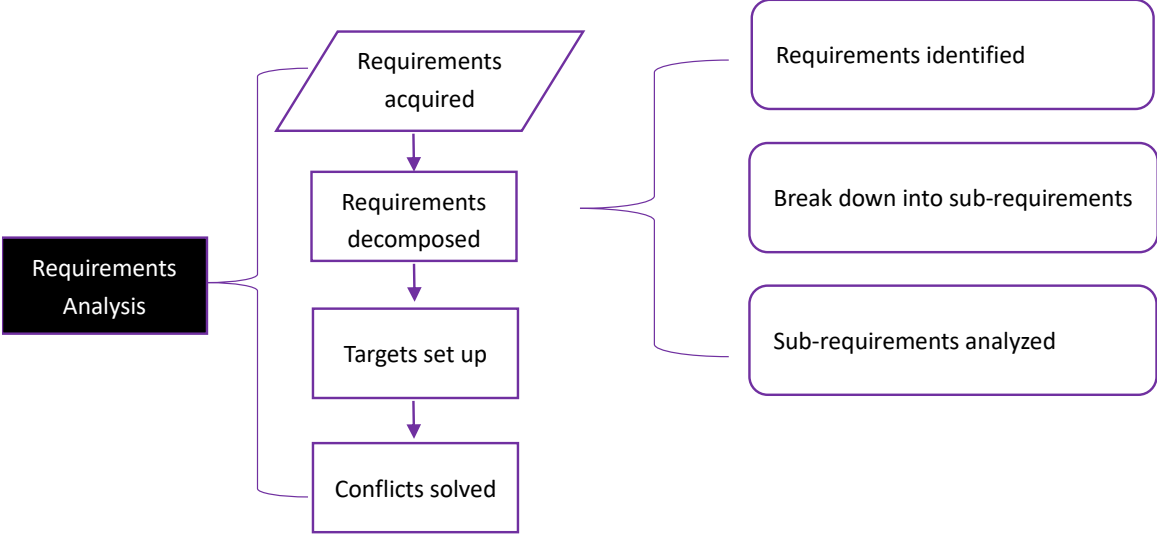 Requirements
Analysis
Requirements
acquired
Requirements
decomposed
Targets set up
Conflicts solved
Requirements identified
Break down into sub-requirements
Sub-requirements analyzed